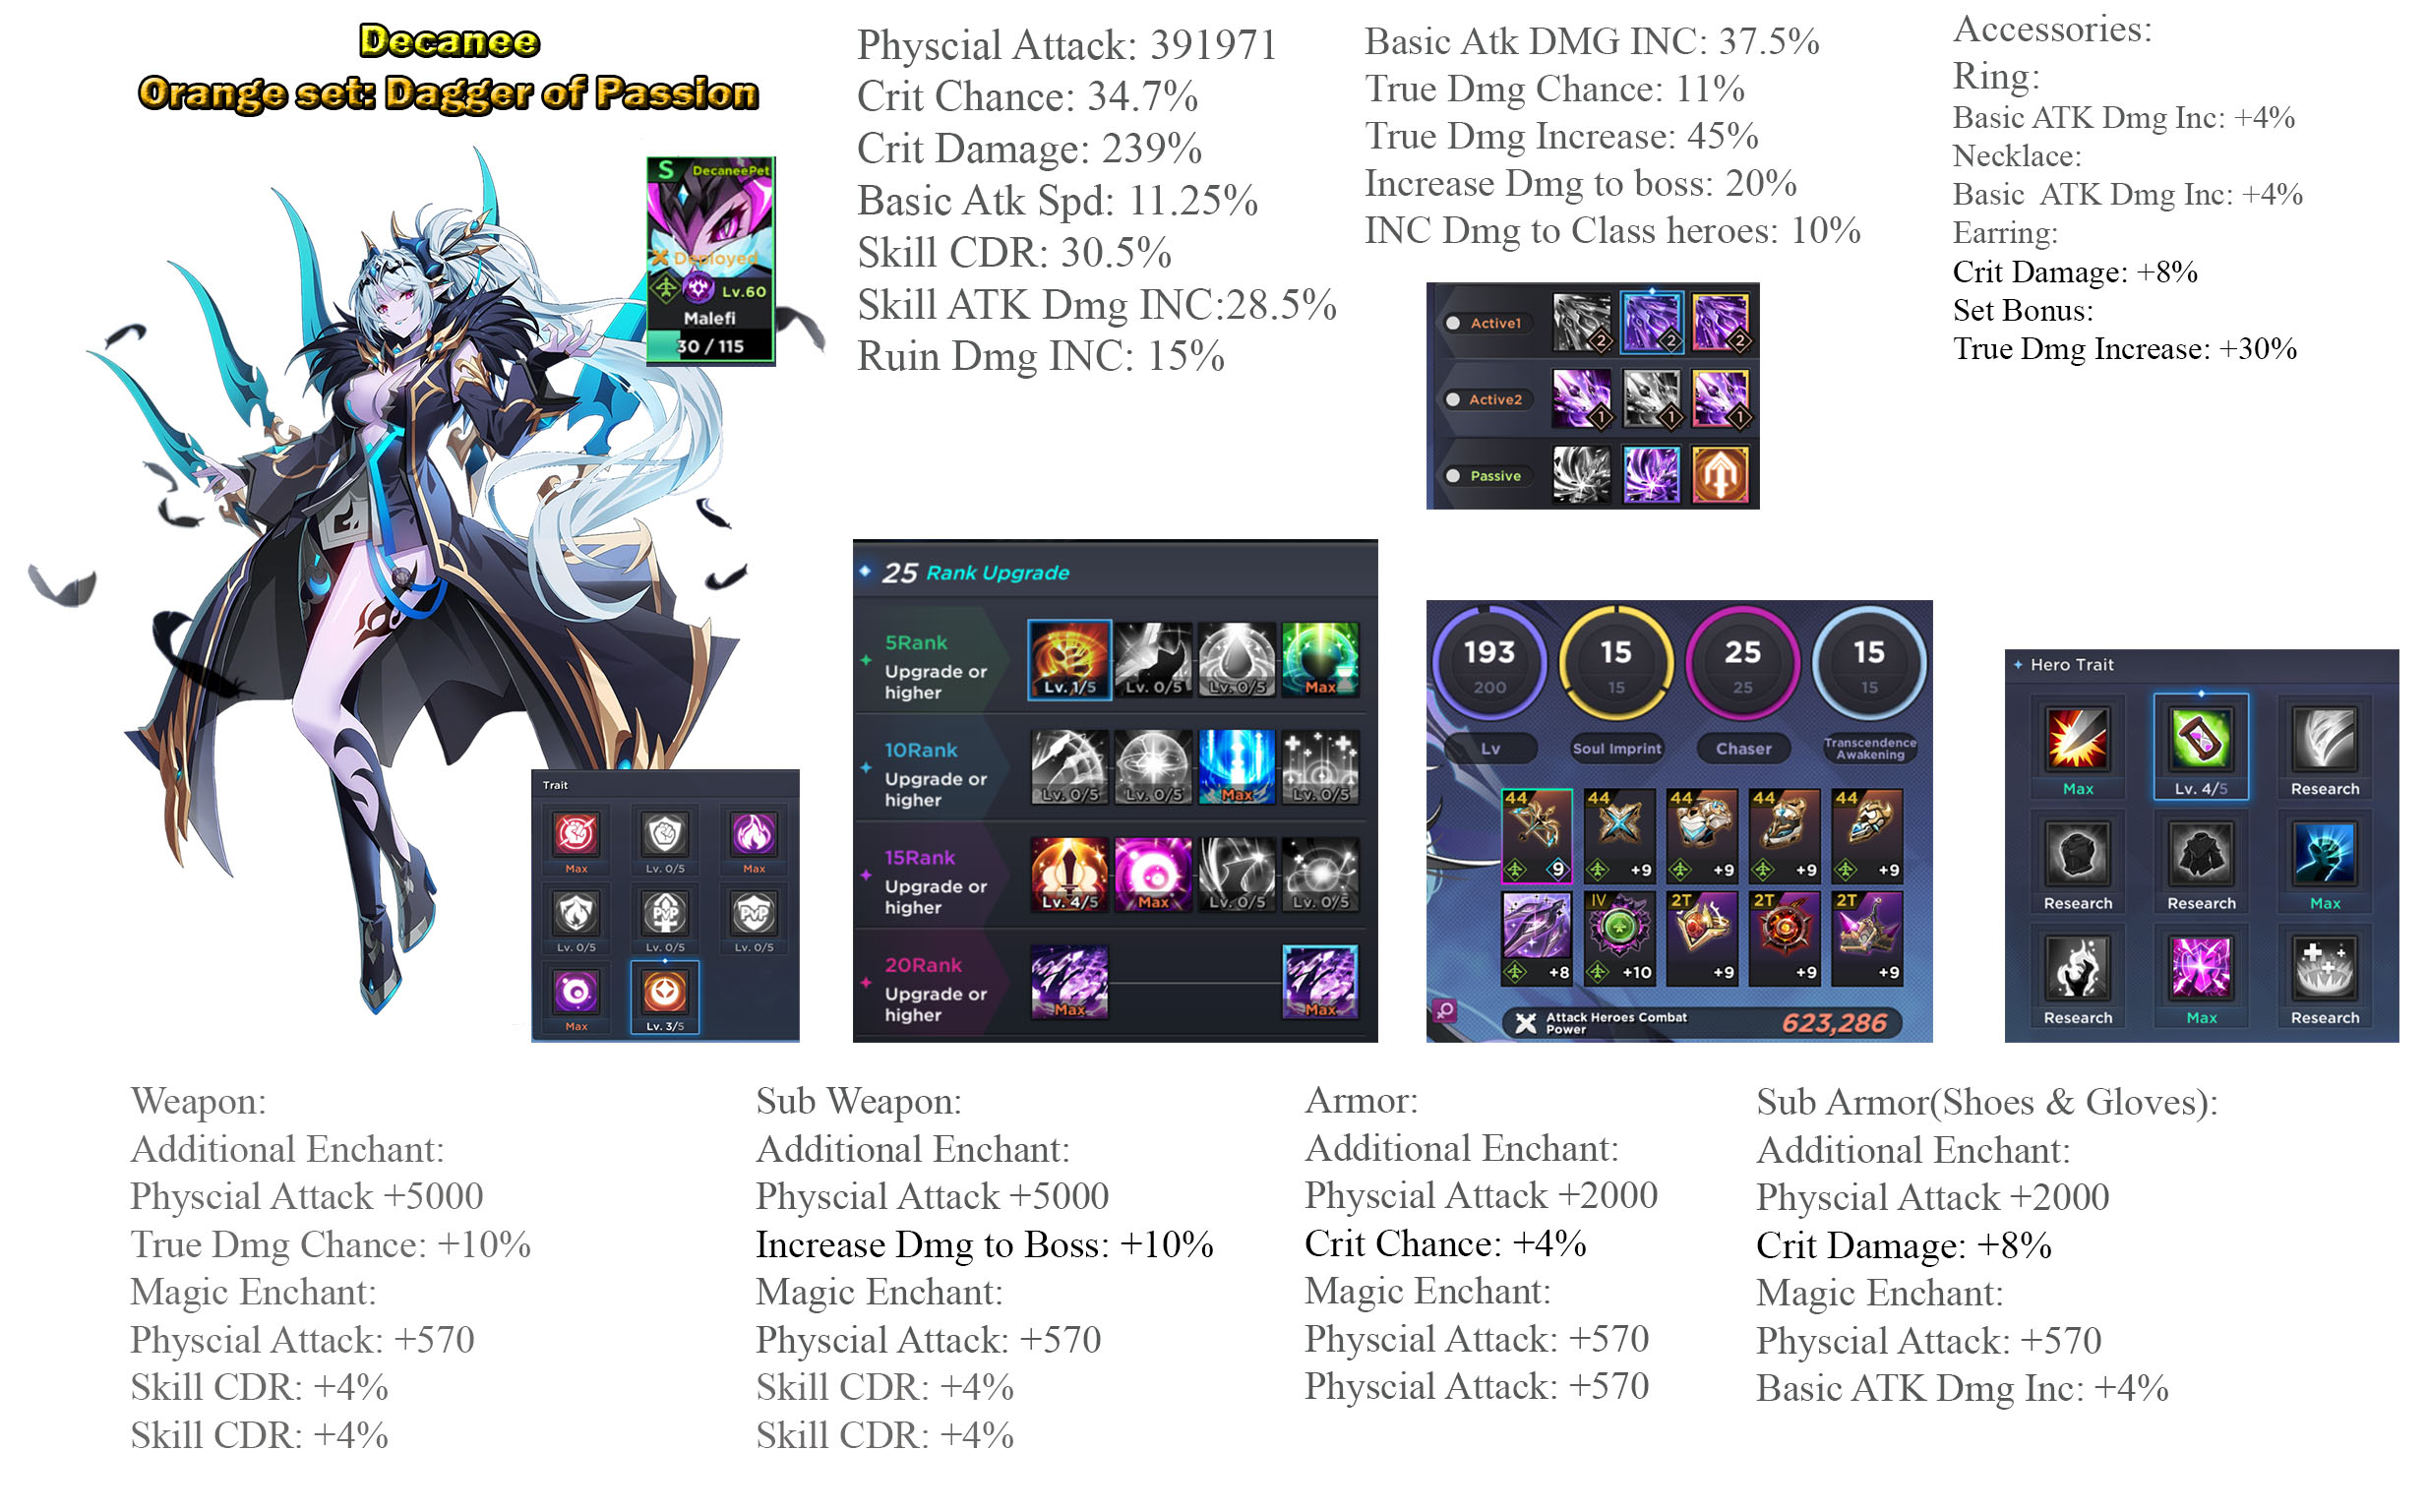 Decanee
Orange set: Dagger of Passion
S DecaneePet
Deployed
Lv.60
Malefi
30 / 115
Physcial Attack: 391971
Crit Chance: 34.7%
Crit Damage: 239%
Basic Atk Spd: 11.25%
Skill CDR: 30.5%
Skill ATK Dmg INC:28.5%
Ruin Dmg INC: 15%
Basic Atk DMG INC: 37.5%
True Dmg Chance: 11%
True Dmg Increase: 45%
Increase Dmg to boss: 20%
INC Dmg to Class heroes: 10%
Active1 2 2 2
Active2 1 1 1
Passive
Accessories:
Ring:
Basic ATK Dmg Inc: +4%
Necklace:
Basic ATK Dmg Inc: +4%
Earring:
Crit Damage: +8%
Set Bonus:
True Dmg Increase: +30%
Trait
Max Lv. 0/5 Max
PVP PVP
Lv. 0/5 Lv. 0/5 Lv. 0/5
Max Lv. 3/5
25 Rank Upgrade
5Rank
Upgrade or
higher
Lv. 1/5 Lv. 0/5 Lv. 0/5 Max
10Rank
Upgrade or
higher
Lv. 0/5 Lv. 0/5 Max Lv. 0/5
15Rank
Upgrade or
higher
Lv. 4/5 Max Lv. 0/5 Lv. 0/5
20Rank
Upgrade or
higher
Max Max
193 15 25 15
200 15 25 15
Lv Soul Imprint Chaser Transcendence
Awakening
44 44 44 44 44
9 +9 +9 +9 +9
IV 2T 2T 2T
+8 +10 +9 +9 +9
Attack Heroes Combat
Power
623,286
Hero Trait
Max Lv. 4/5 Research
Research Research Max
Research Max Research
Weapon:
Additional Enchant:
Physcial Attack +5000
True Dmg Chance: +10%
Magic Enchant:
Physcial Attack: +570
Skill CDR: +4%
Skill CDR: +4%
Sub Weapon:
Additional Enchant:
Physcial Attack +5000
Increase Dmg to Boss: +10%
Magic Enchant:
Physcial Attack: +570
Skill CDR: +4%
Skill CDR: +4%
Armor:
Additional Enchant:
Physcial Attack +2000
Crit Chance: +4%
Magic Enchant:
Physcial Attack: +570
Physcial Attack: +570
Sub Armor(Shoes & Gloves):
Additional Enchant:
Physcial Attack +2000
Crit Damage: +8%
Magic Enchant:
Physcial Attack: +570
Basic ATK Dmg Inc: +4%